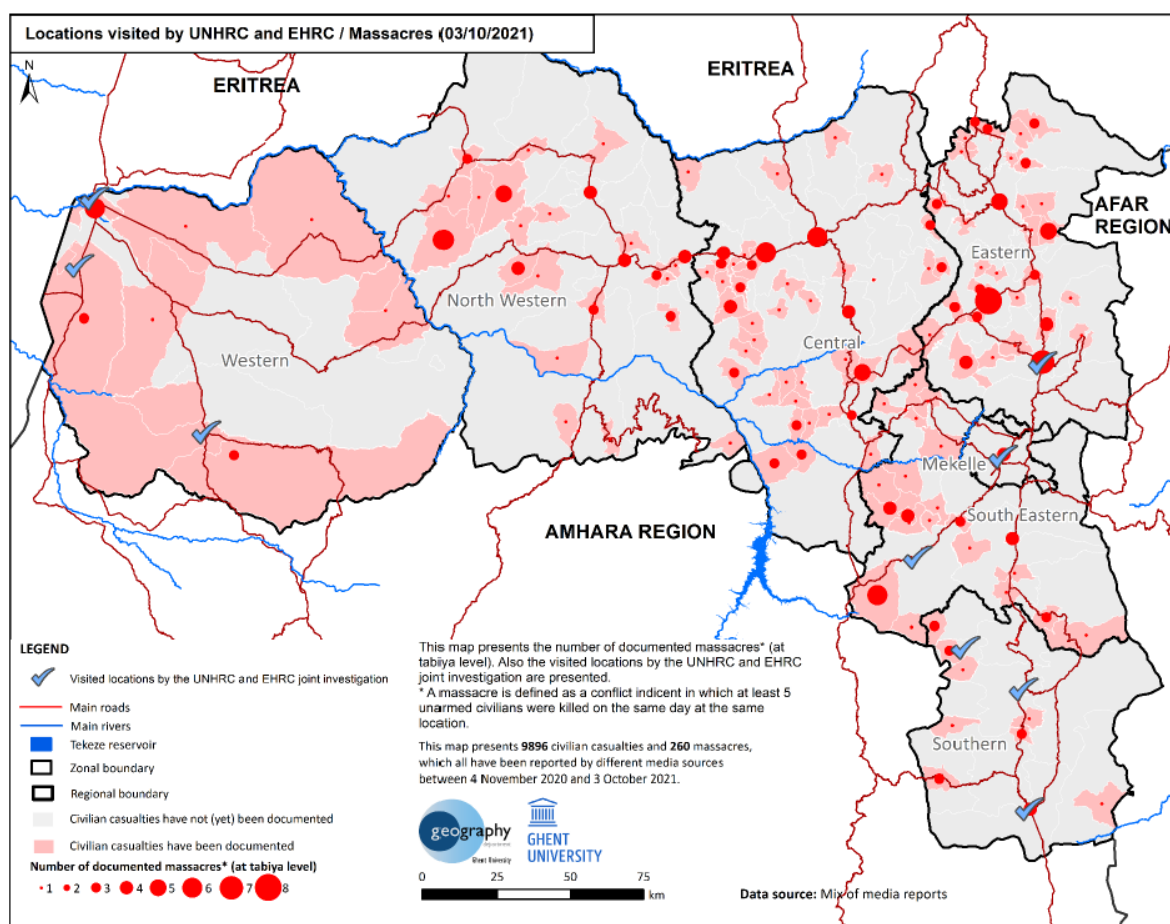 Locations visited by UNHRC and EHRC / Massacres (03/10/2021)
N
ERITREA
ERITREA
AFAR
REGION
Eastern
North Western
Western
Central
Mekelle
South Eastern
AMHARA REGION
Southern
LEGEND
Visited locations by the UNHRC and EHRC joint investigation
Main roads
Main rivers
Tekeze reservoir
Zonal boundary
Regional boundary
Civilian casualties have not (yet) been documented
Civilian casualties have been documented
Number of documented massacres* (at tabiya level)
1 2 3 4 5 6 7 8
This map presents the number of documented massacres* (at
tabiya level). Also the visited locations by the UNHRC and EHRC
joint investigation are presented.
* A massacre is defined as a conflict indicent in which at least 5
unarmed civilians were killed on the same day at the same
location.
This map presents 9896 civilian casualties and 260 massacres,
which all have been reported by different media sources
between 4 November 2020 and 3 October 2021.
geography
department
Ghent University
GHENT
UNIVERSITY
0 25 50 75
km
Data source: Mix of media reports